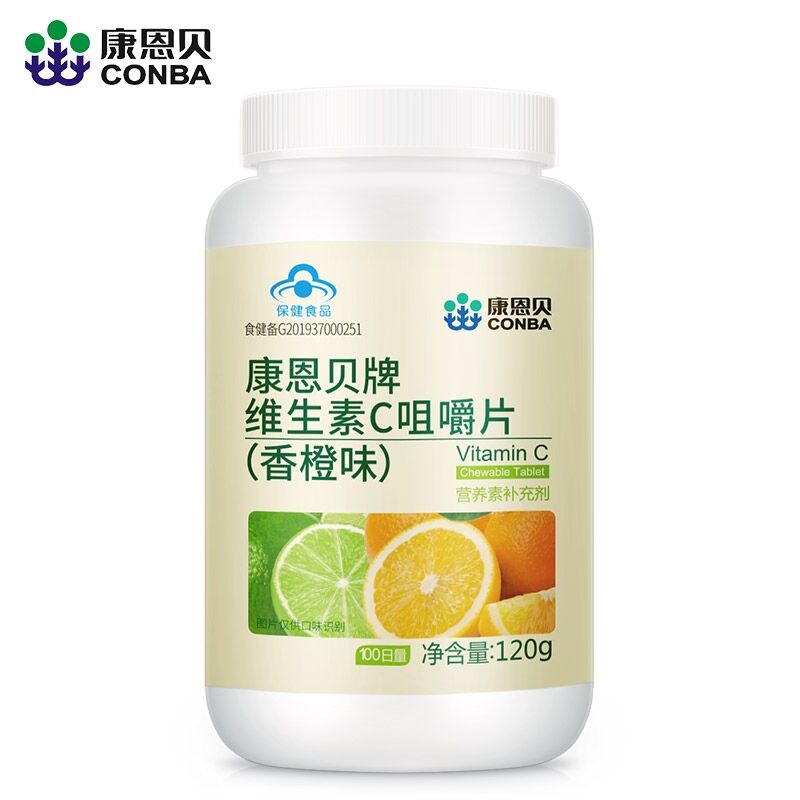 康恩贝
CONBA
保健食品
食健备G201937000251
康恩贝
CONBA
康恩贝牌
维生素C咀嚼片
(香橙味)
Vitamin C
Chewable Tablet
营养素补充剂
图片仅供口味识别
100日量
净含量:120g